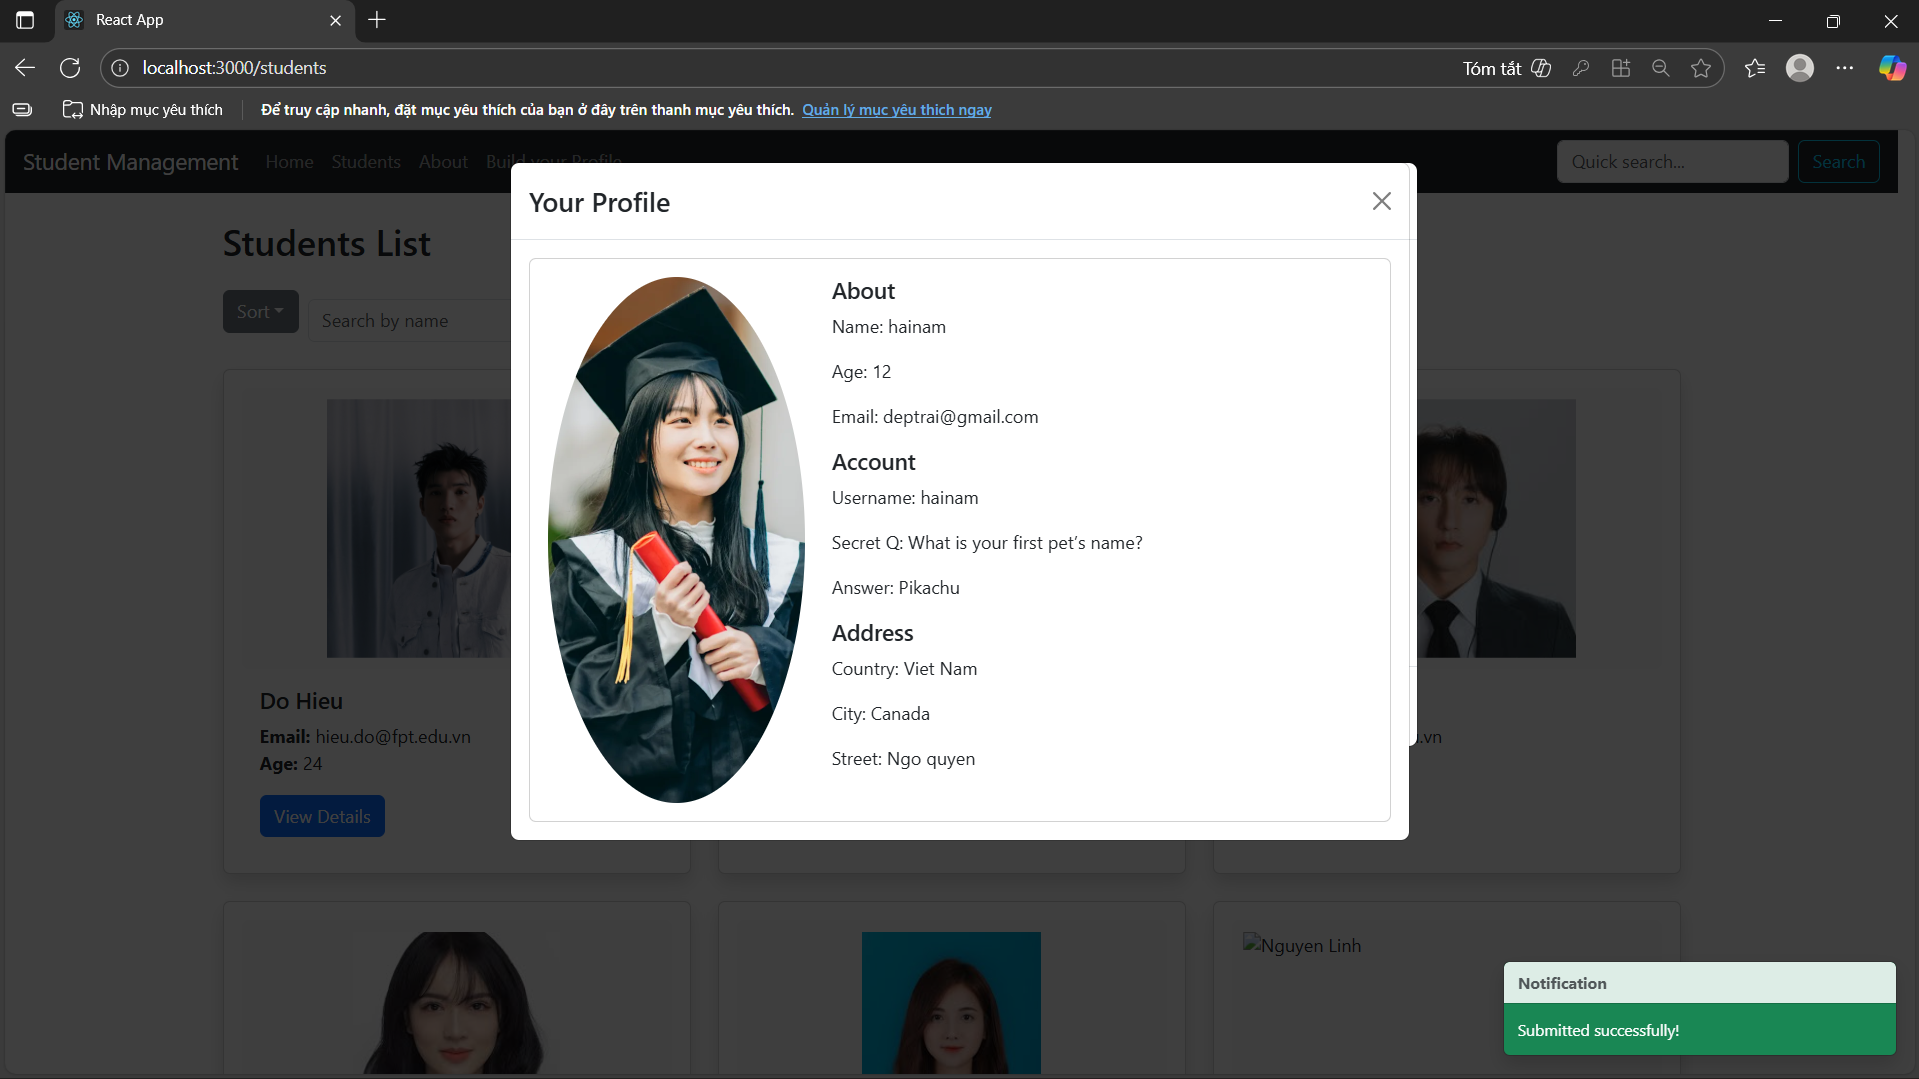 React App
localhost:3000/students
Tóm tắt
Nhập mục yêu thích
Để truy cập nhanh, đặt mục yêu thích của bạn ở đây trên thanh mục yêu thích. Quản lý mục yêu thích ngay
Student Management Home Students About Build your Profile
Quick search...
Search
Students List
Sort
Search by name
Your Profile
About
Name: hainam
Age: 12
Email: deptrai@gmail.com
Account
Username: hainam
Secret Q: What is your first pet's name?
Answer: Pikachu
Address
Country: Viet Nam
City: Canada
Street: Ngo quyen
Do Hieu
Email: hieu.do@fpt.edu.vn
Age: 24
View Details
.vn
Nguyen Linh
Notification
Submitted successfully!